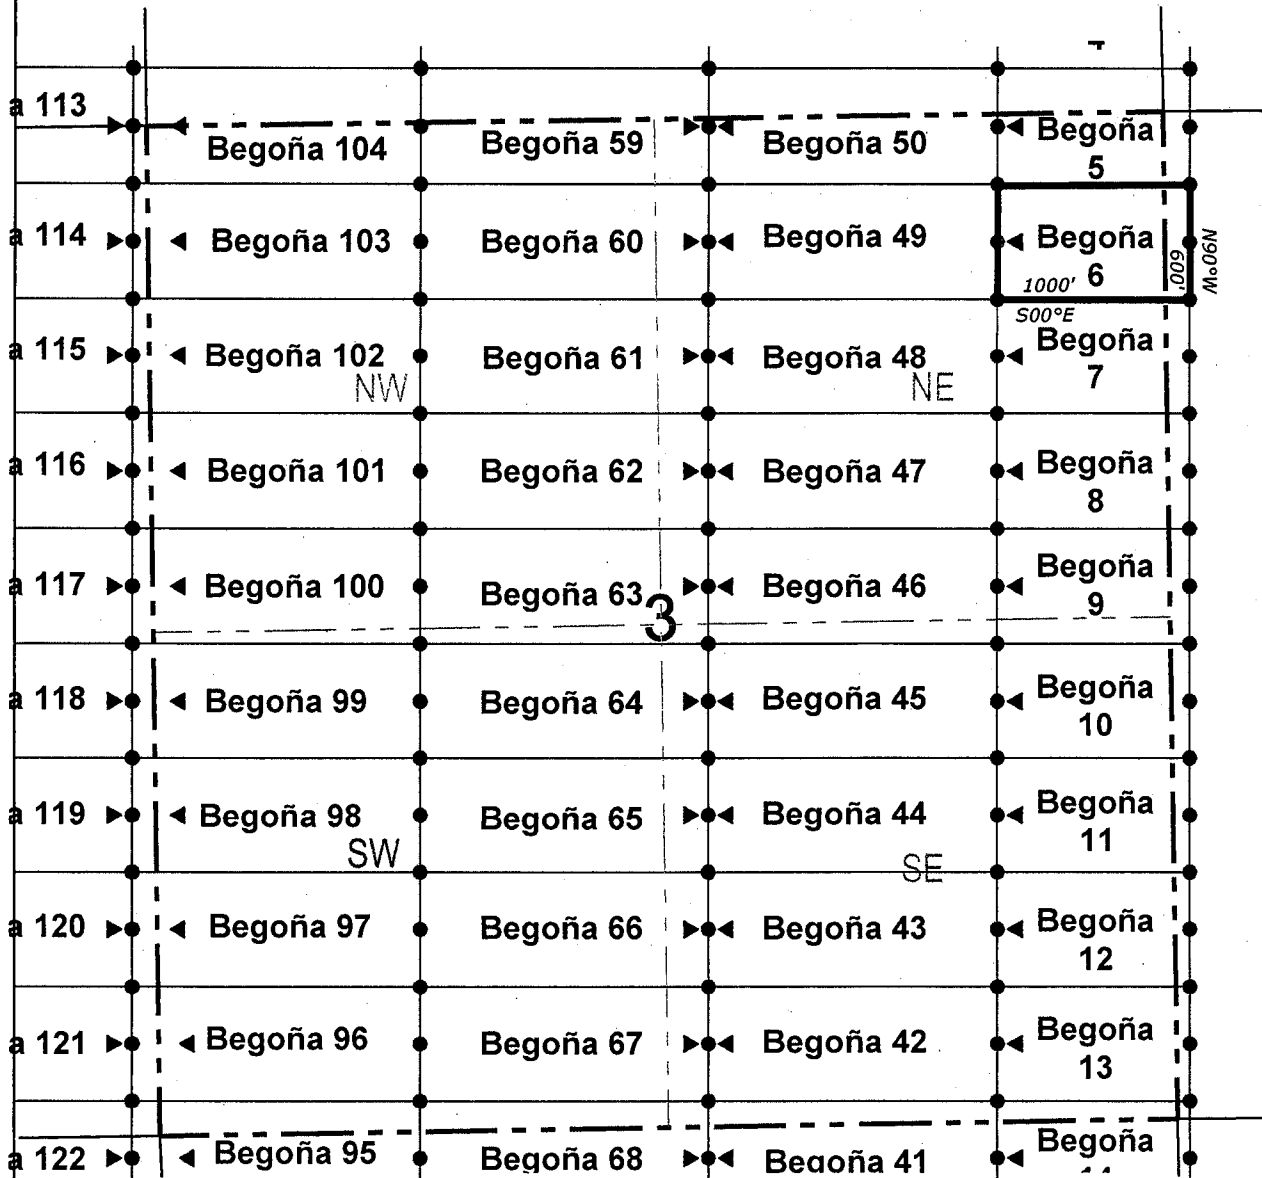 a 113
Begoña 104
Begoña 59
Begoña 50
Begoña
5
a 114
Begoña 103
Begoña 60
Begoña 49
Begoña
6
1000'
600'
N90°W
S00°E
a 115
Begoña 102
NW
Begoña 61
Begoña 48
NE
Begoña
7
a 116
Begoña 101
Begoña 62
Begoña 47
Begoña
8
a 117
Begoña 100
Begoña 63
3
Begoña 46
Begoña
9
a 118
Begoña 99
Begoña 64
Begoña 45
Begoña
10
a 119
Begoña 98
SW
Begoña 65
Begoña 44
SE
Begoña
11
a 120
Begoña 97
Begoña 66
Begoña 43
Begoña
12
a 121
Begoña 96
Begoña 67
Begoña 42
Begoña
13
a 122
Begoña 95
Begoña 68
Begoña 41
Begoña